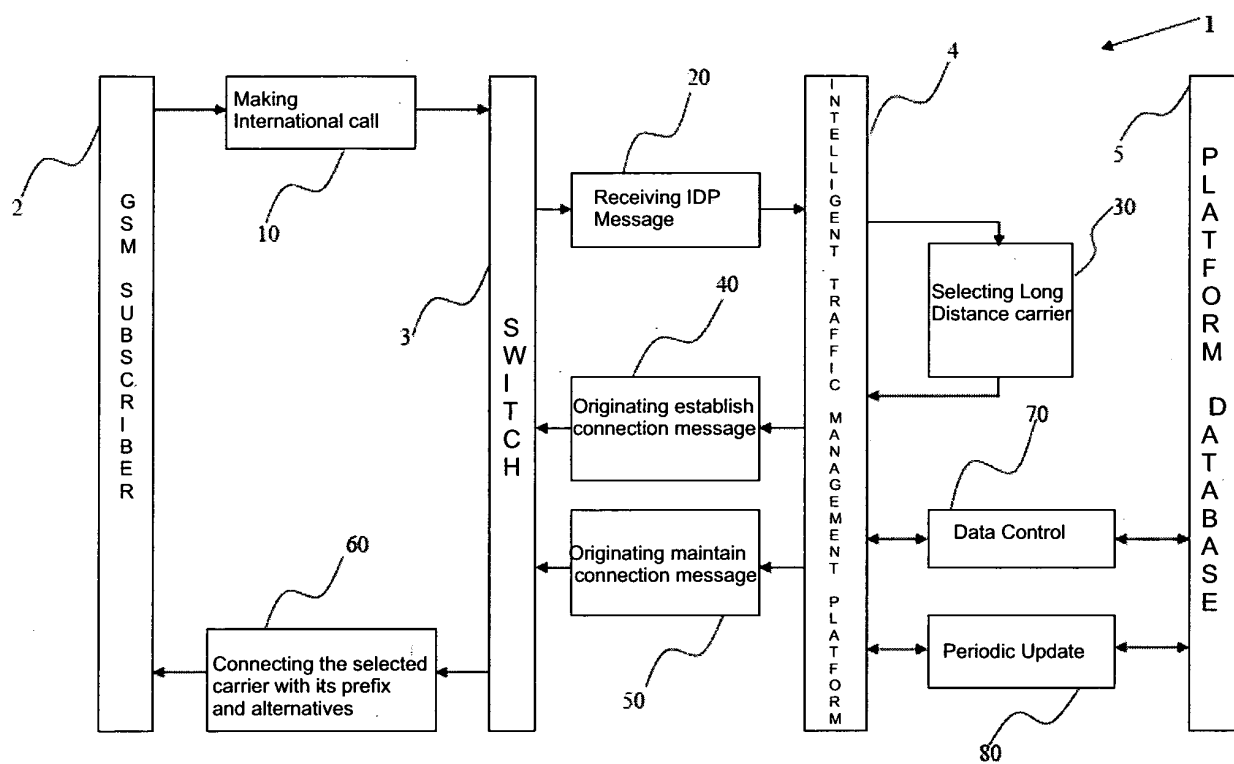 1
2
GSM SUBSCRIBER
Making
International call
10
3
SWITCH
20
Receiving IDP
Message
4
INTELLIGENT TRAFFIC MANAGEMENT PLATFORM
5
PLATFORM DATABASE
30
Selecting Long
Distance carrier
40
Originating establish
connection message
70
Data Control
Originating maintain
connection message
50
60
Connecting the selected
carrier with its prefix
and alternatives
Periodic Update
80